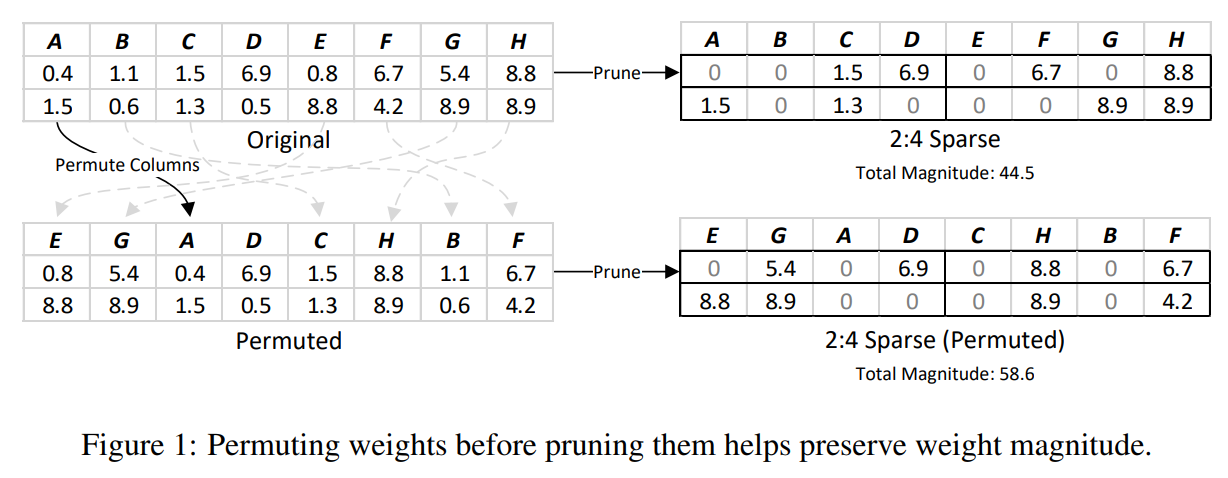 A B C D E F G H
0.4 1.1 1.5 6.9 0.8 6.7 5.4 8.8
1.5 0.6 1.3 0.5 8.8 4.2 8.9 8.9
Original
Prune
A B C D E F G H
0 0 1.5 6.9 0 6.7 0 8.8
1.5 0 1.3 0 0 0 8.9 8.9
2:4 Sparse
Total Magnitude: 44.5
Permute Columns
E G A D C H B F
0.8 5.4 0.4 6.9 1.5 8.8 1.1 6.7
8.8 8.9 1.5 0.5 1.3 8.9 0.6 4.2
Permuted
Prune
E G A D C H B F
0 5.4 0 6.9 0 8.8 0 6.7
8.8 8.9 0 0 0 8.9 0 4.2
2:4 Sparse (Permuted)
Total Magnitude: 58.6
Figure 1: Permuting weights before pruning them helps preserve weight magnitude.